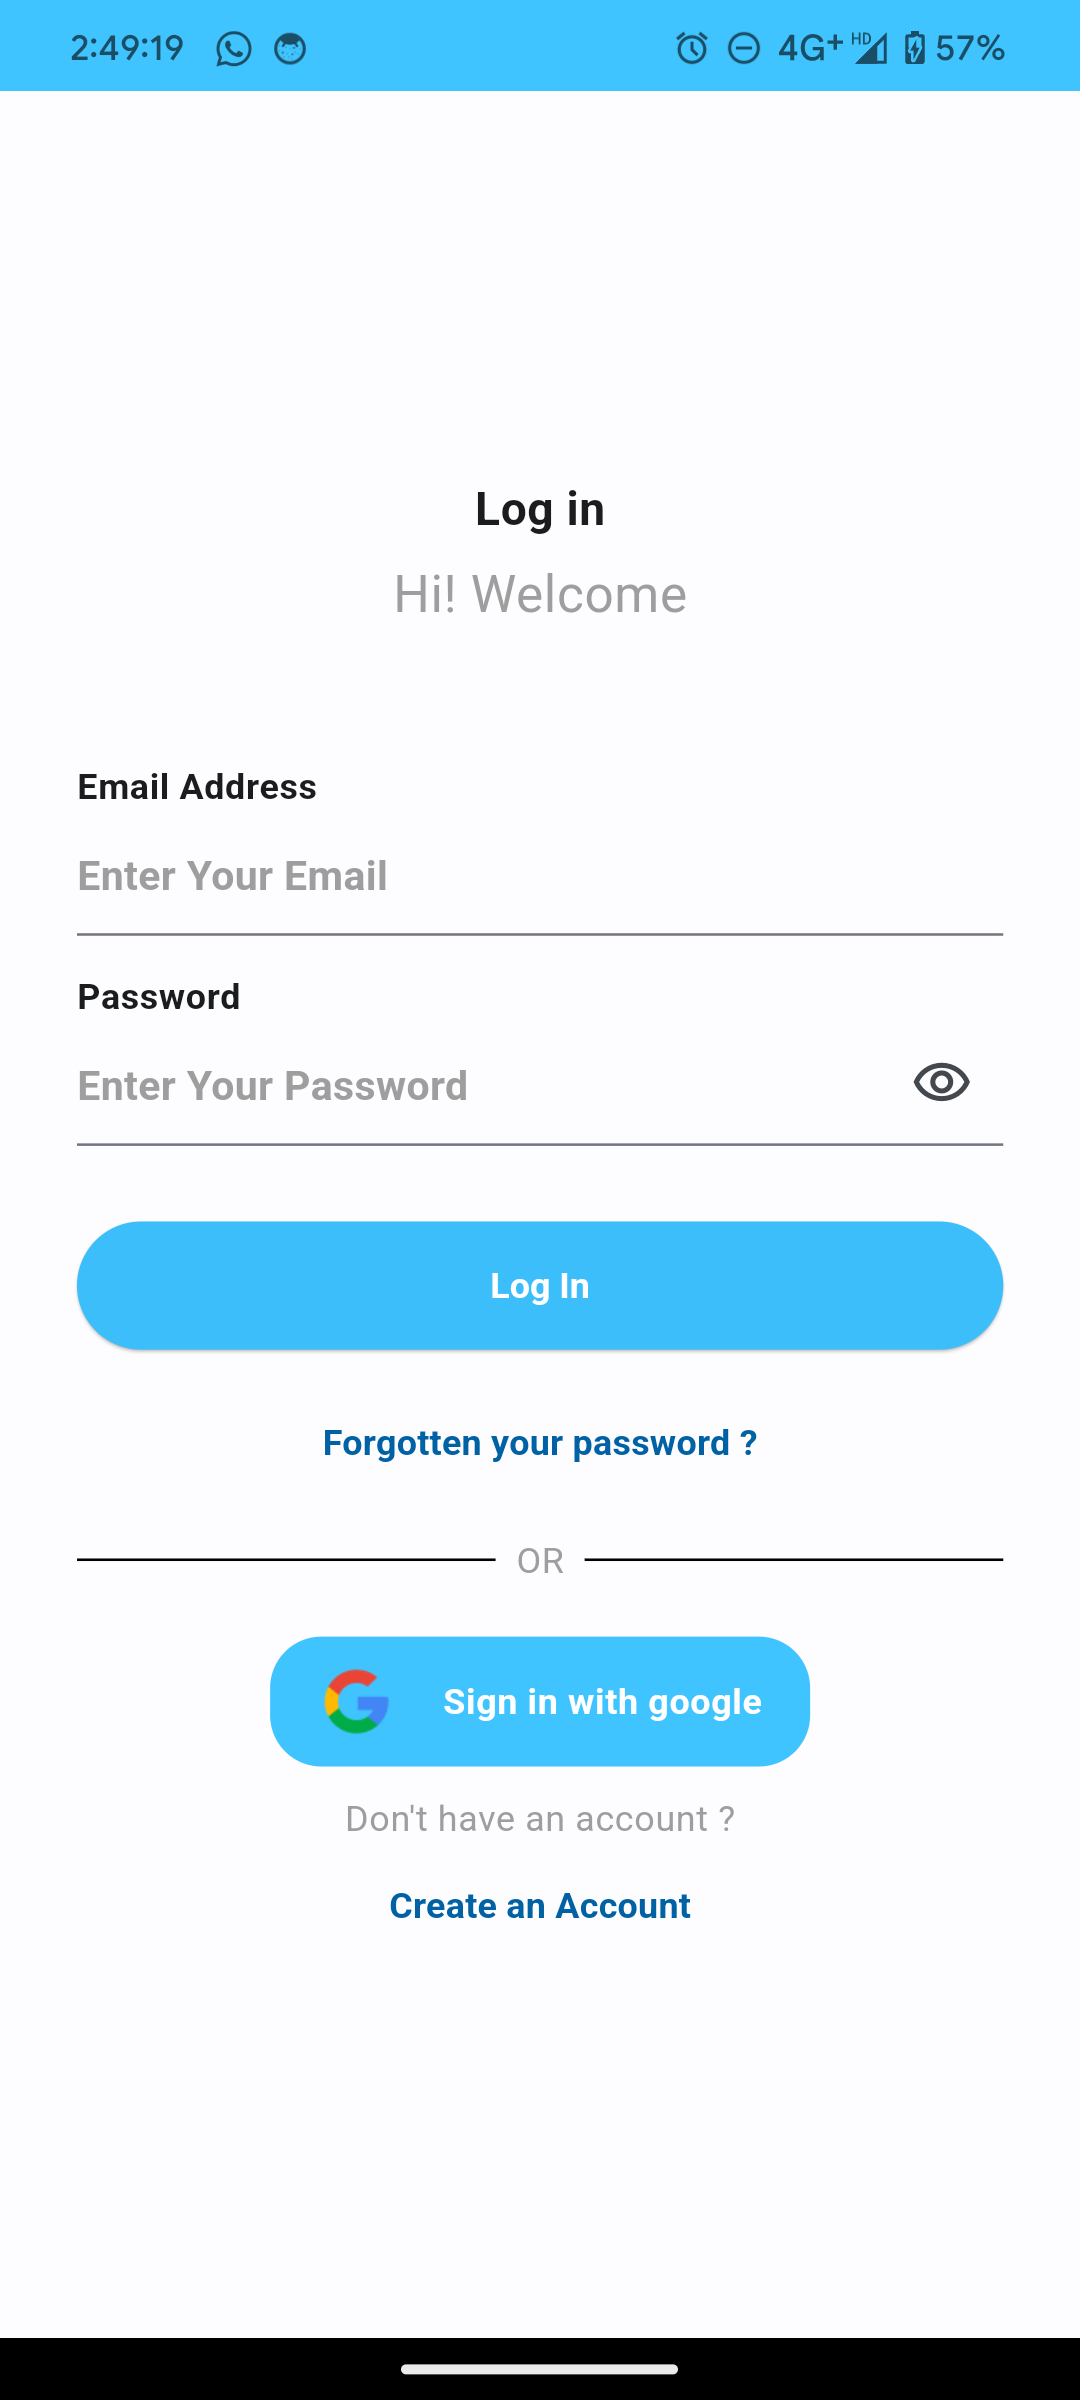 2:49:19 4G+ HD 57%
Log in
Hi! Welcome
Email Address
Enter Your Email
Password
Enter Your Password
Log In
Forgotten your password ?
OR
Sign in with google
Don't have an account ?
Create an Account